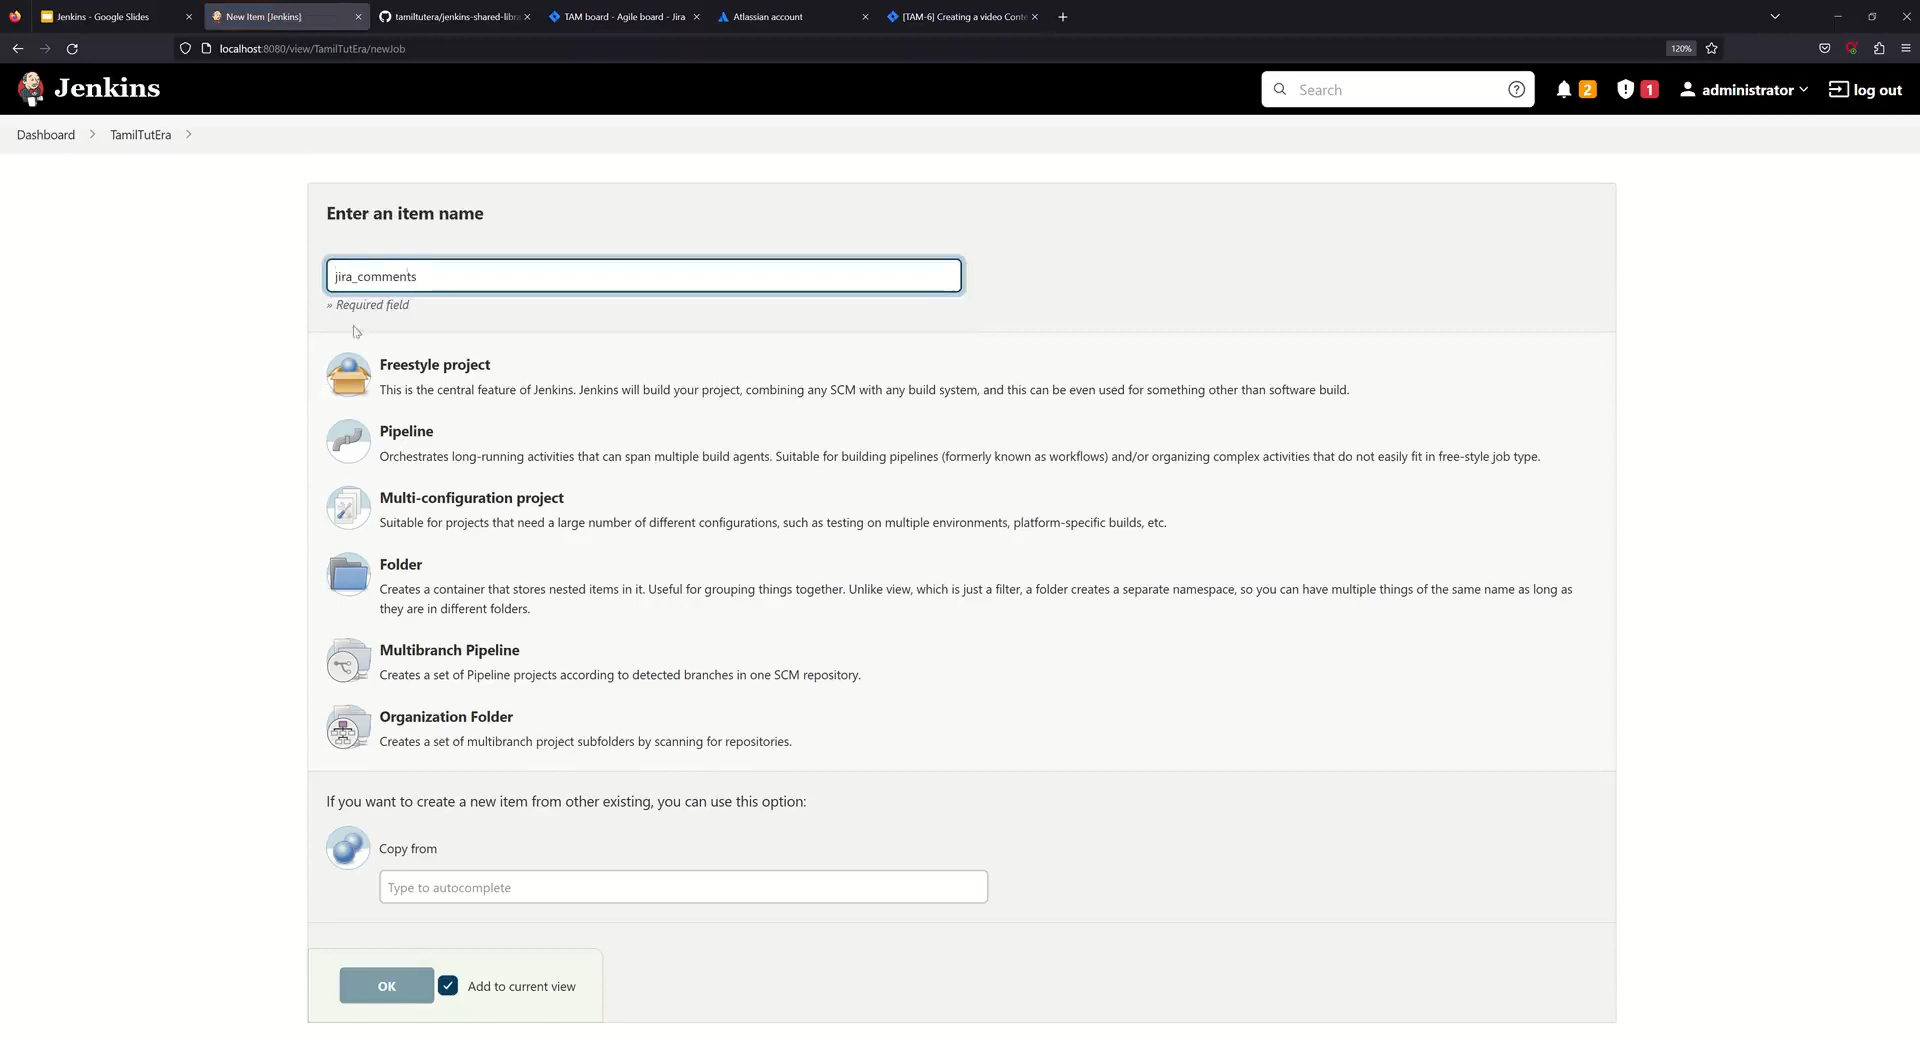 Jenkins - Google Slides
New Item [Jenkins]
tamiltutera/jenkins-shared-libra
TAM board - Agile board - Jira
Atlassian account
[TAM-6] Creating a video Conte
localhost:8080/view/TamilTutEra/newJob
120%
Jenkins
Search
2
1
administrator
log out
Dashboard
TamilTutEra
Enter an item name
jira_comments
» Required field
Freestyle project
This is the central feature of Jenkins. Jenkins will build your project, combining any SCM with any build system, and this can be even used for something other than software build.
Pipeline
Orchestrates long-running activities that can span multiple build agents. Suitable for building pipelines (formerly known as workflows) and/or organizing complex activities that do not easily fit in free-style job type.
Multi-configuration project
Suitable for projects that need a large number of different configurations, such as testing on multiple environments, platform-specific builds, etc.
Folder
Creates a container that stores nested items in it. Useful for grouping things together. Unlike view, which is just a filter, a folder creates a separate namespace, so you can have multiple things of the same name as long as
they are in different folders.
Multibranch Pipeline
Creates a set of Pipeline projects according to detected branches in one SCM repository.
Organization Folder
Creates a set of multibranch project subfolders by scanning for repositories.
If you want to create a new item from other existing, you can use this option:
Copy from
Type to autocomplete
OK
Add to current view